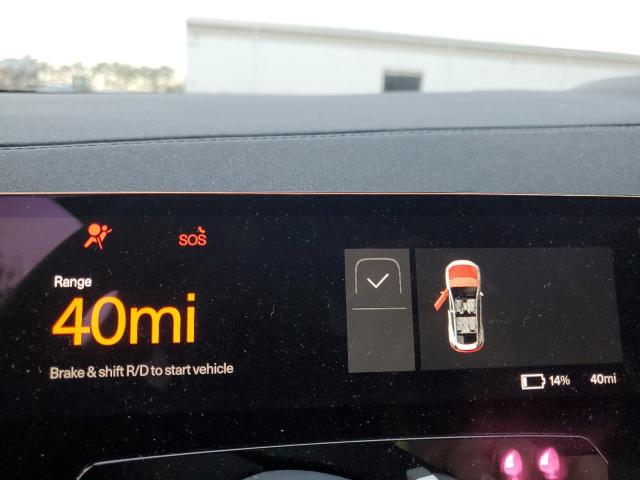 SOS
Range
40mi
Brake & shift R/D to start vehicle
14%
40mi